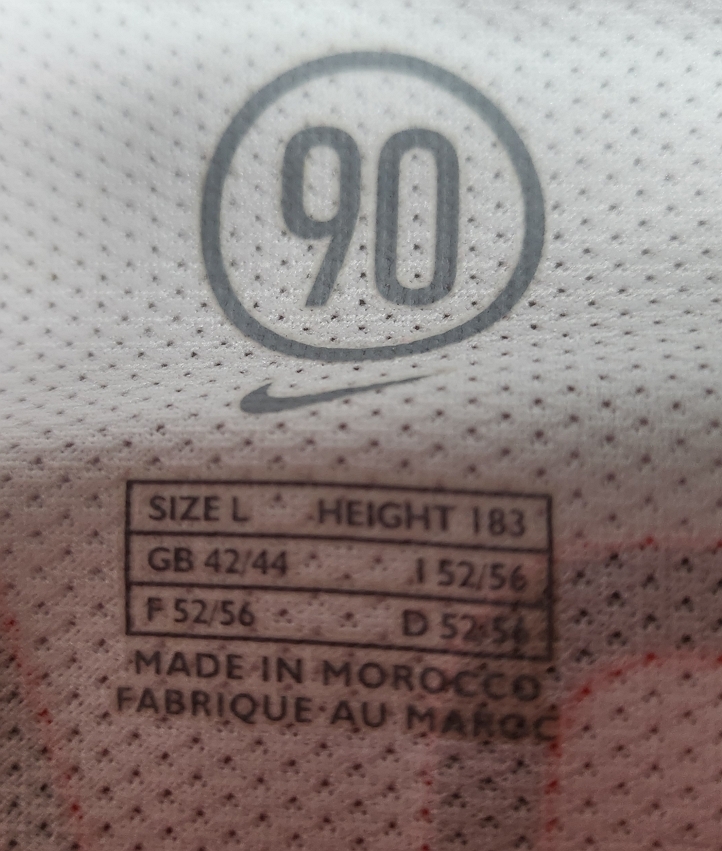 90
SIZE L HEIGHT 183
GB 42/44 I 52/56
F 52/56 D 52/56
MADE IN MOROCCO
FABRIQUE AU MAROC